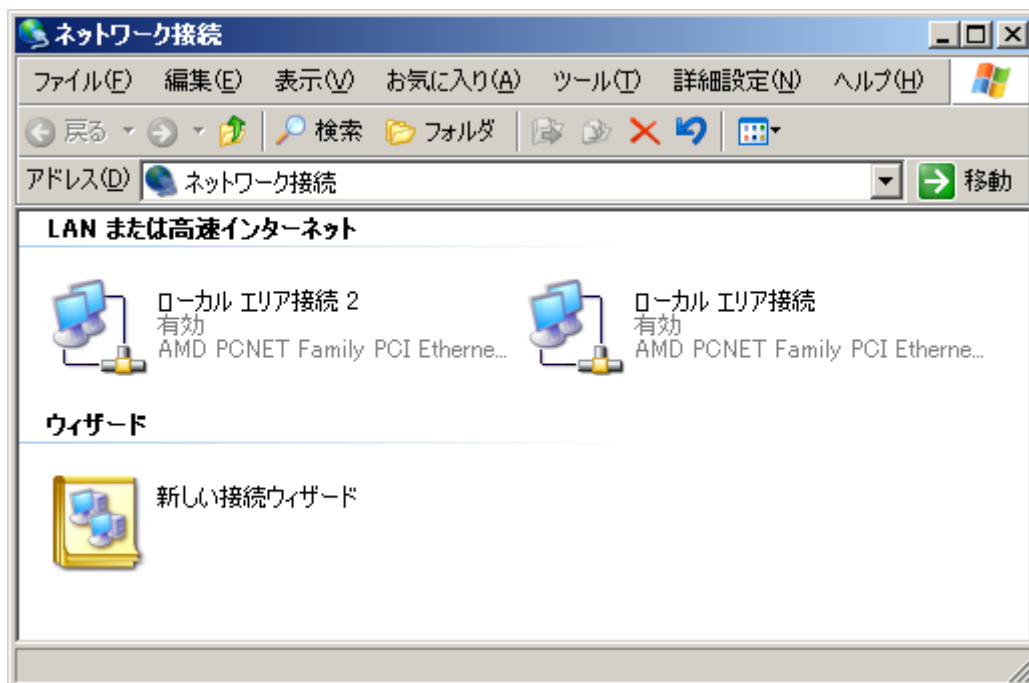 ネットワーク接続
ファイル(F) 編集(E) 表示(V) お気に入り(A) ツール(T) 詳細設定(N) ヘルプ(H)
戻る 検索 フォルダ
アドレス(D) ネットワーク接続 移動
LAN または高速インターネット
ローカル エリア接続 2
有効
AMD PCNET Family PCI Etherne...
ローカル エリア接続
有効
AMD PCNET Family PCI Etherne...
ウィザード
新しい接続ウィザード